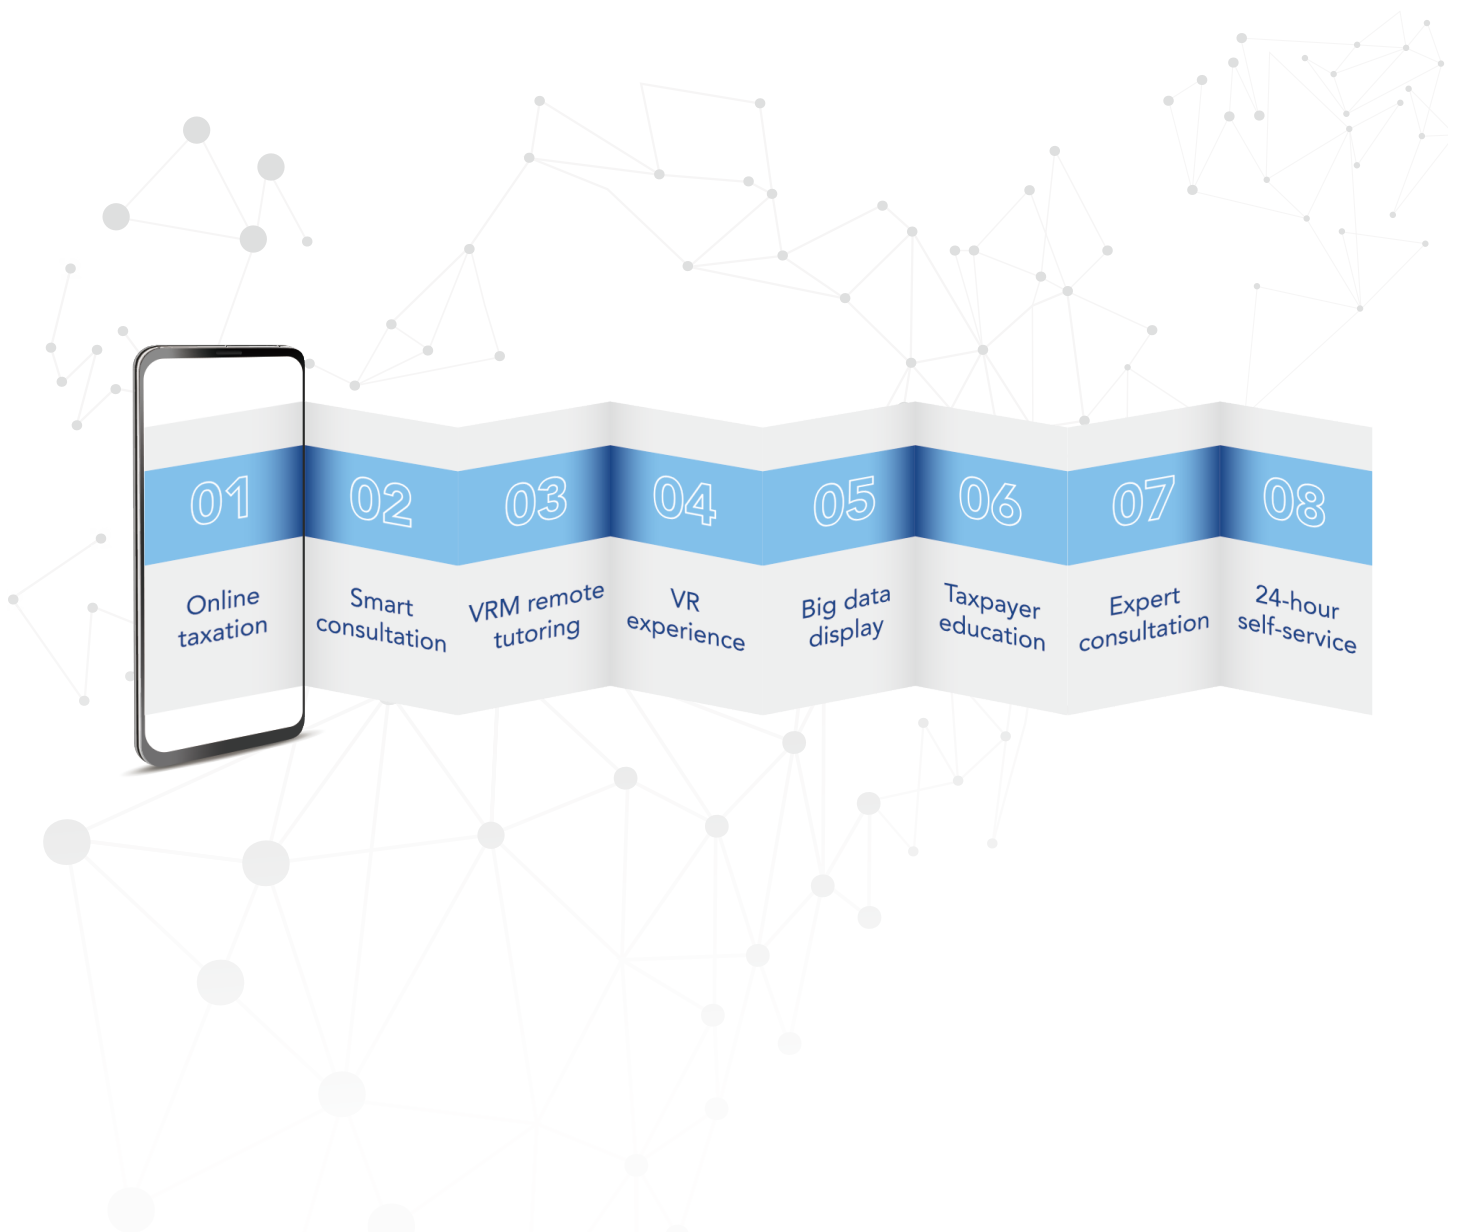 01
Online
taxation
02
Smart
consultation
03
VRM remote
tutoring
04
VR
experience
05
Big data
display
06
Taxpayer
education
07
Expert
consultation
08
24-hour
self-service